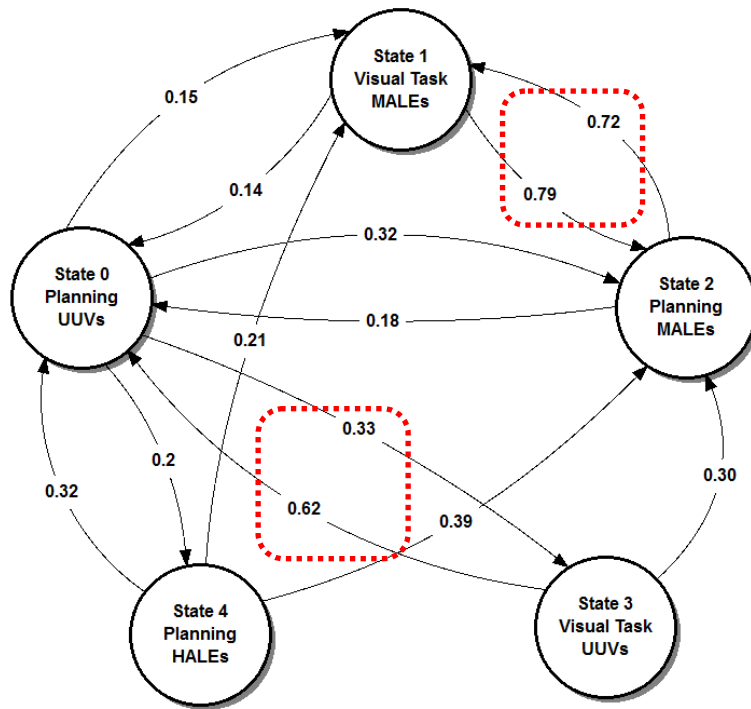 State 1
Visual Task
MALEs
0.15
0.72
0.14
0.79
0.32
State 0
Planning
UUVs
State 2
Planning
MALEs
0.18
0.21
0.33
0.2
0.32
0.30
0.62
0.39
State 4
Planning
HALEs
State 3
Visual Task
UUVs